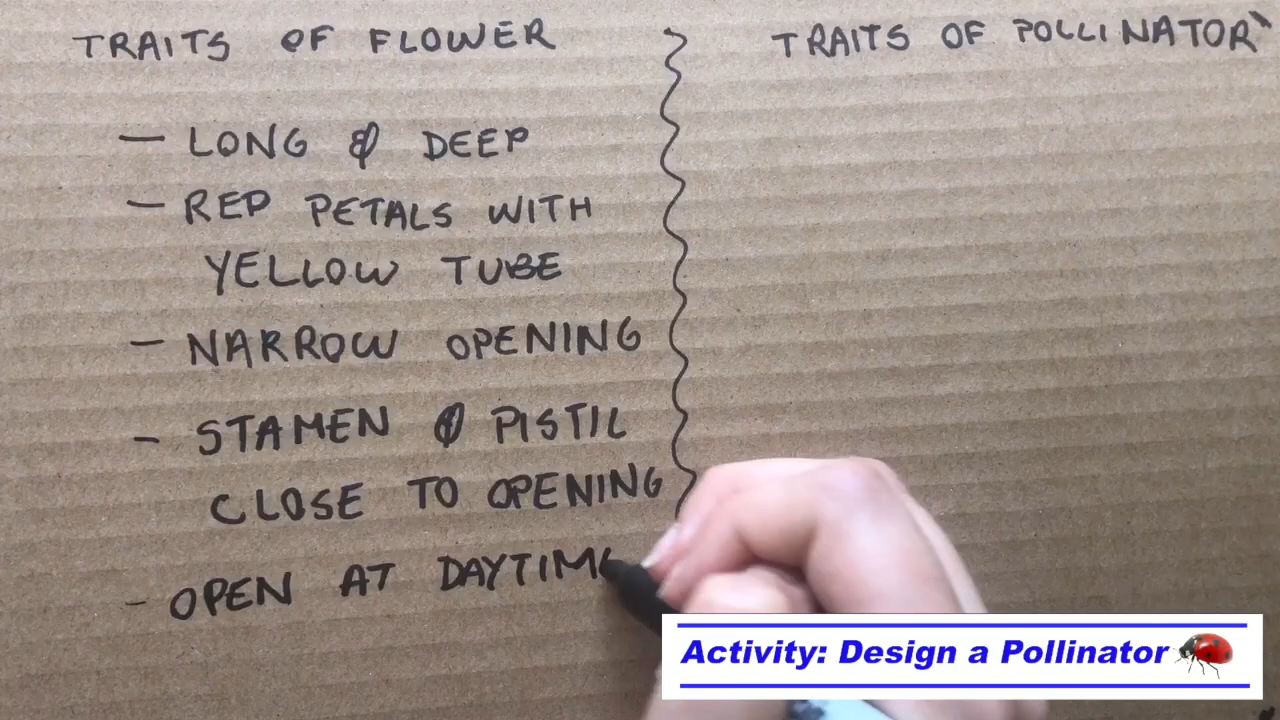 TRAITS OF FLOWER
TRAITS OF POLLINATOR
— LONG & DEEP
— RED PETALS WITH
YELLOW TUBE
— NARROW OPENING
- STAMEN & PISTIL
CLOSE TO OPENING
- OPEN AT DAYTIME
Activity: Design a Pollinator